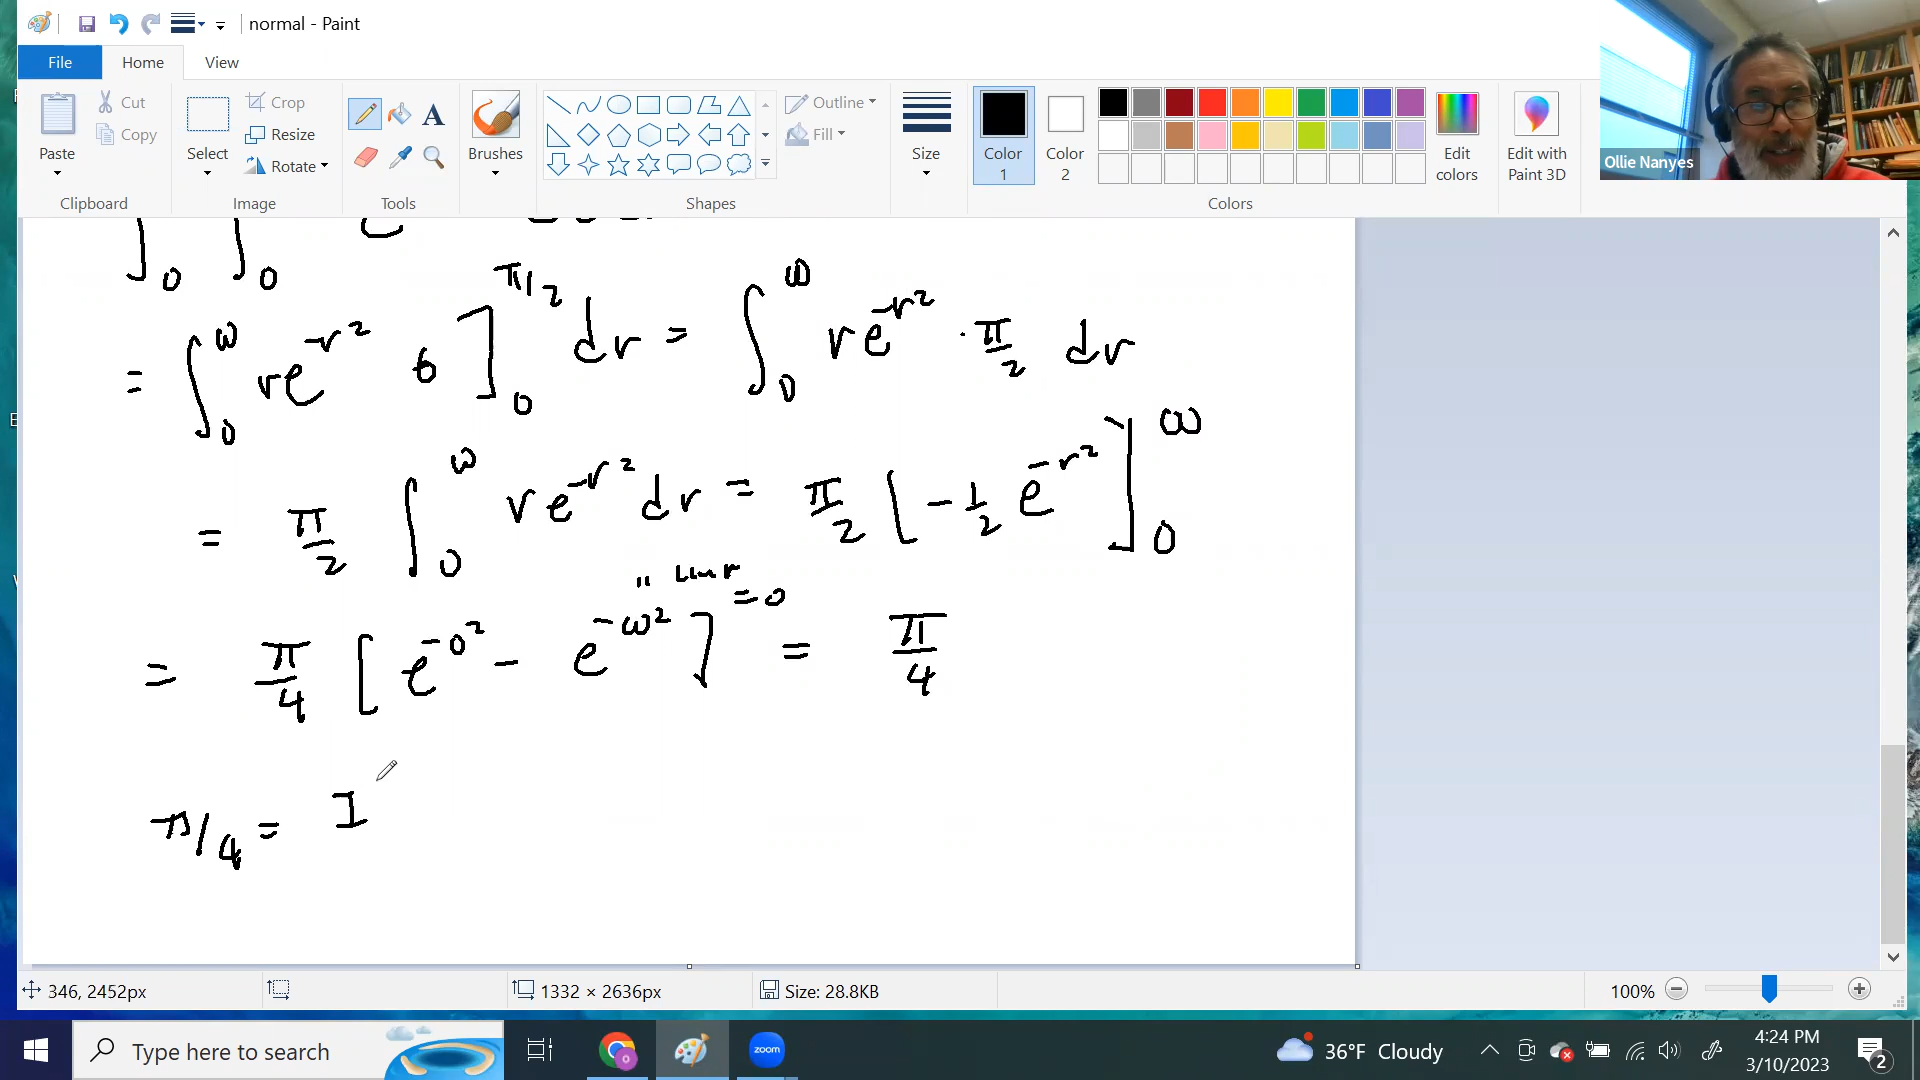 normal - Paint
File Home View
Paste
Cut
Copy
Clipboard
Select
Crop
Resize
Rotate
Image
A
Tools
Brushes
Outline
Fill
Shapes
Size
Color 1
Color 2
Edit colors
Edit with Paint 3D
Colors
Ollie Nanyes
∫₀ ∫₀ e
= ∫₀^∞ re^{-r²} θ ]₀^{π/2} dr = ∫₀^∞ re^{-r²} · π/2 dr
= π/2 ∫₀^∞ re^{-r²} dr = π/2 [ -1/2 e^{-r²} ]₀^∞
" LIMIT = 0
= π/4 [ e^{-0²} - e^{-∞²} ] = π/4
π/4 = I
346, 2452px
1332 × 2636px
Size: 28.8KB
100%
Type here to search
zoom
36°F Cloudy
4:24 PM
3/10/2023
2